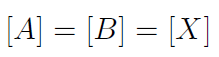 [A] = [B] = [X]